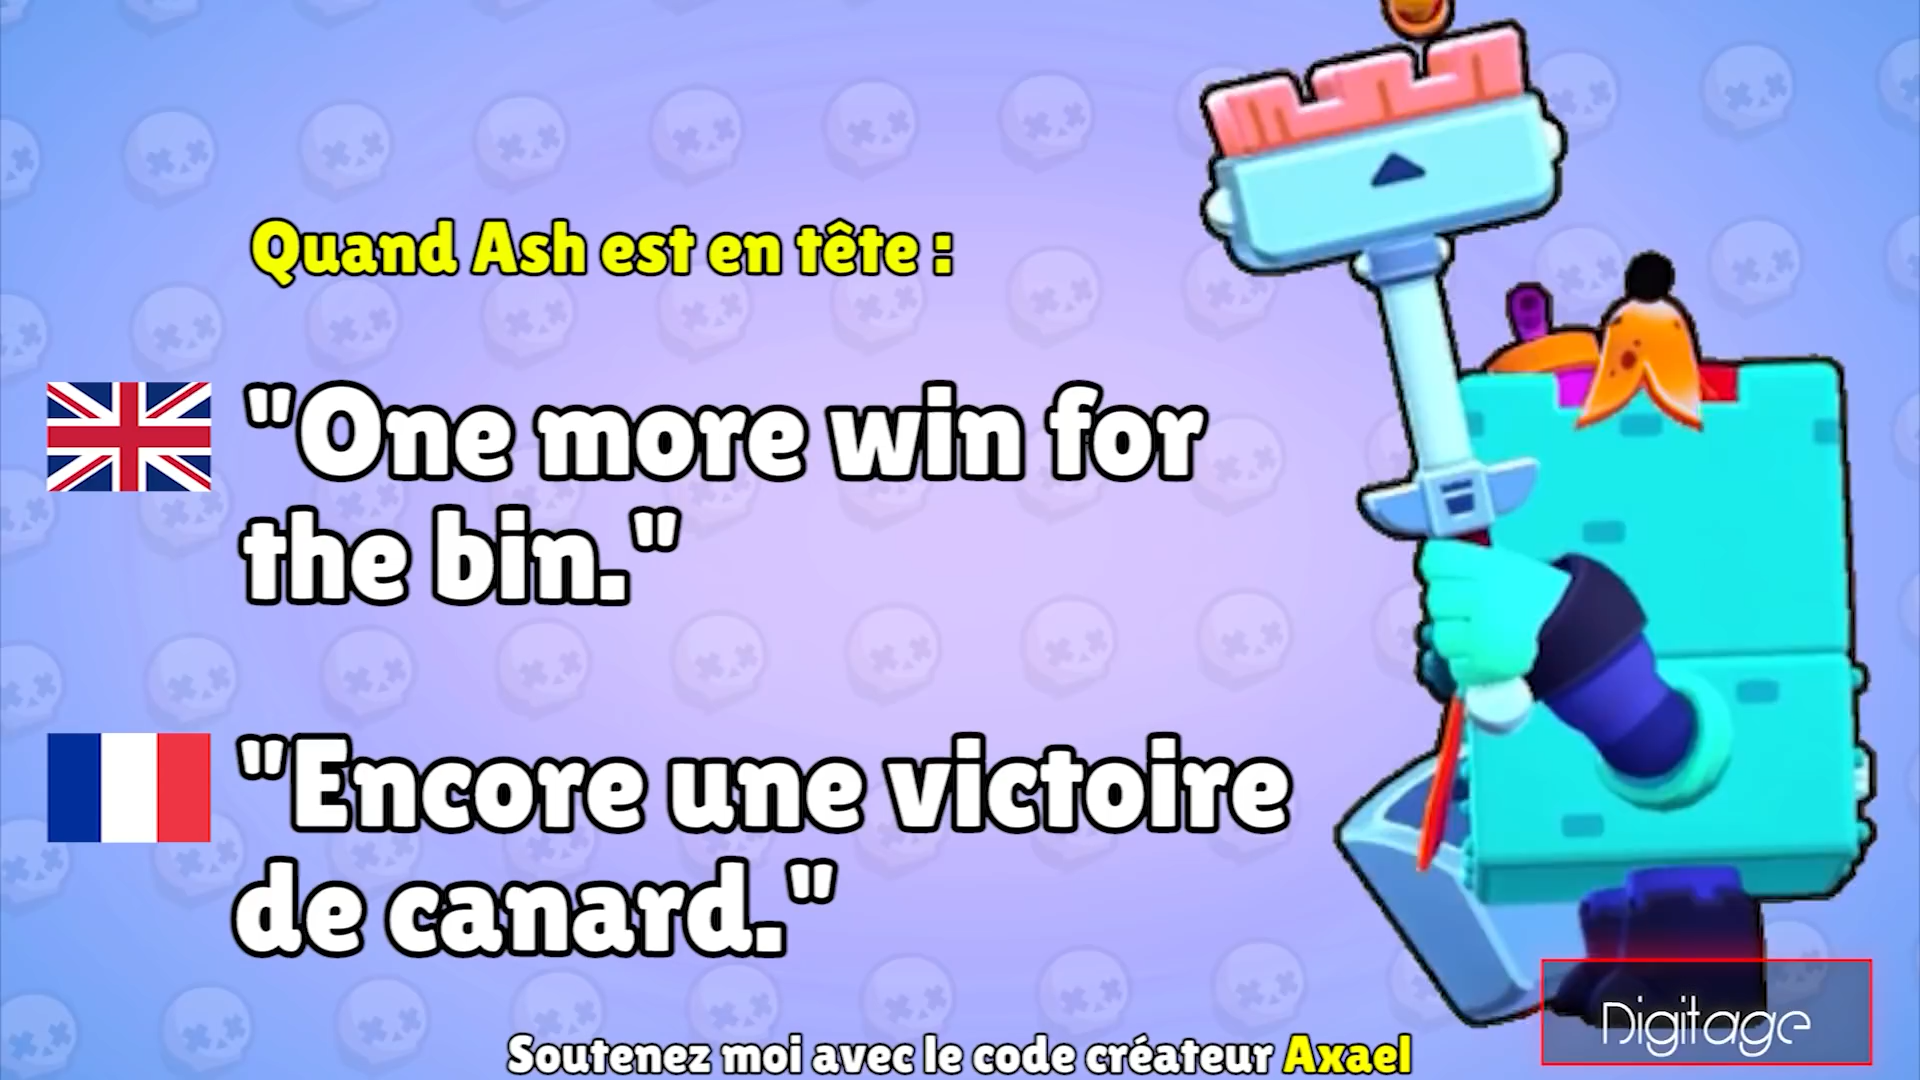 Quand Ash est en tête :
"One more win for
the bin."
"Encore une victoire
de canard."
Soutenez moi avec le code créateur Axael
Digitage